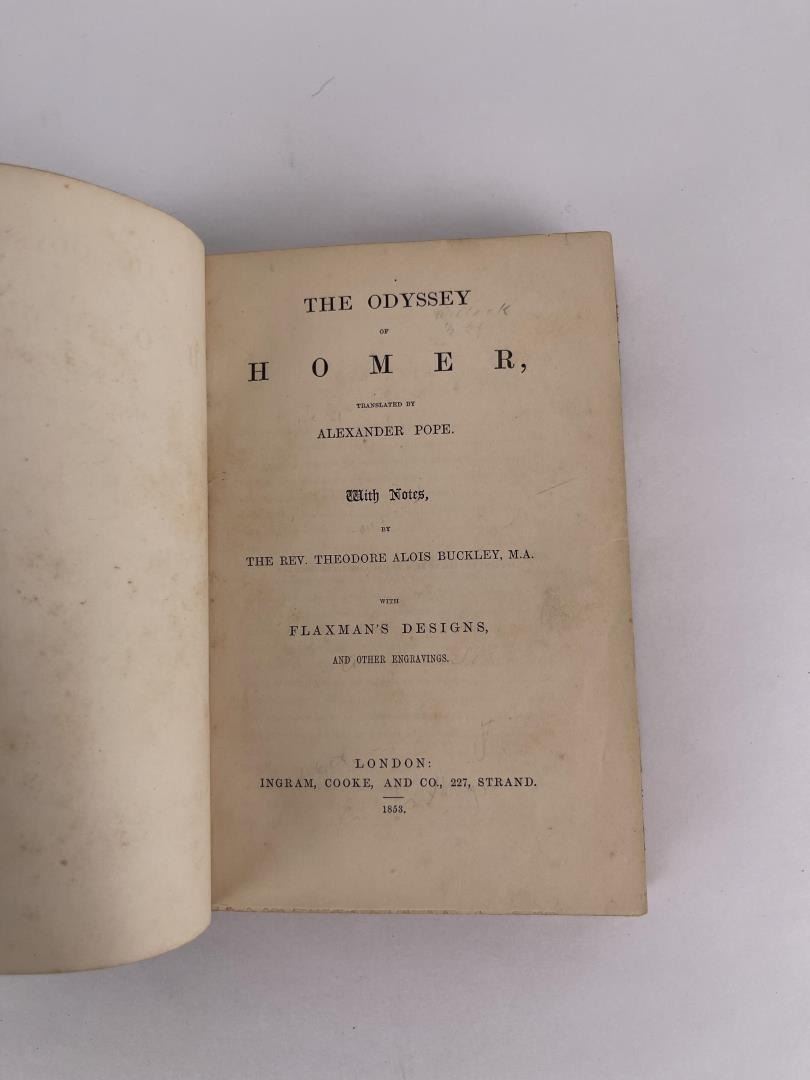 THE ODYSSEY
OF
HOMER,
TRANSLATED BY
ALEXANDER POPE.
With Notes,
BY
THE REV. THEODORE ALOIS BUCKLEY, M.A.
WITH
FLAXMAN'S DESIGNS,
AND OTHER ENGRAVINGS.
LONDON:
INGRAM, COOKE, AND CO., 227, STRAND.
1853.